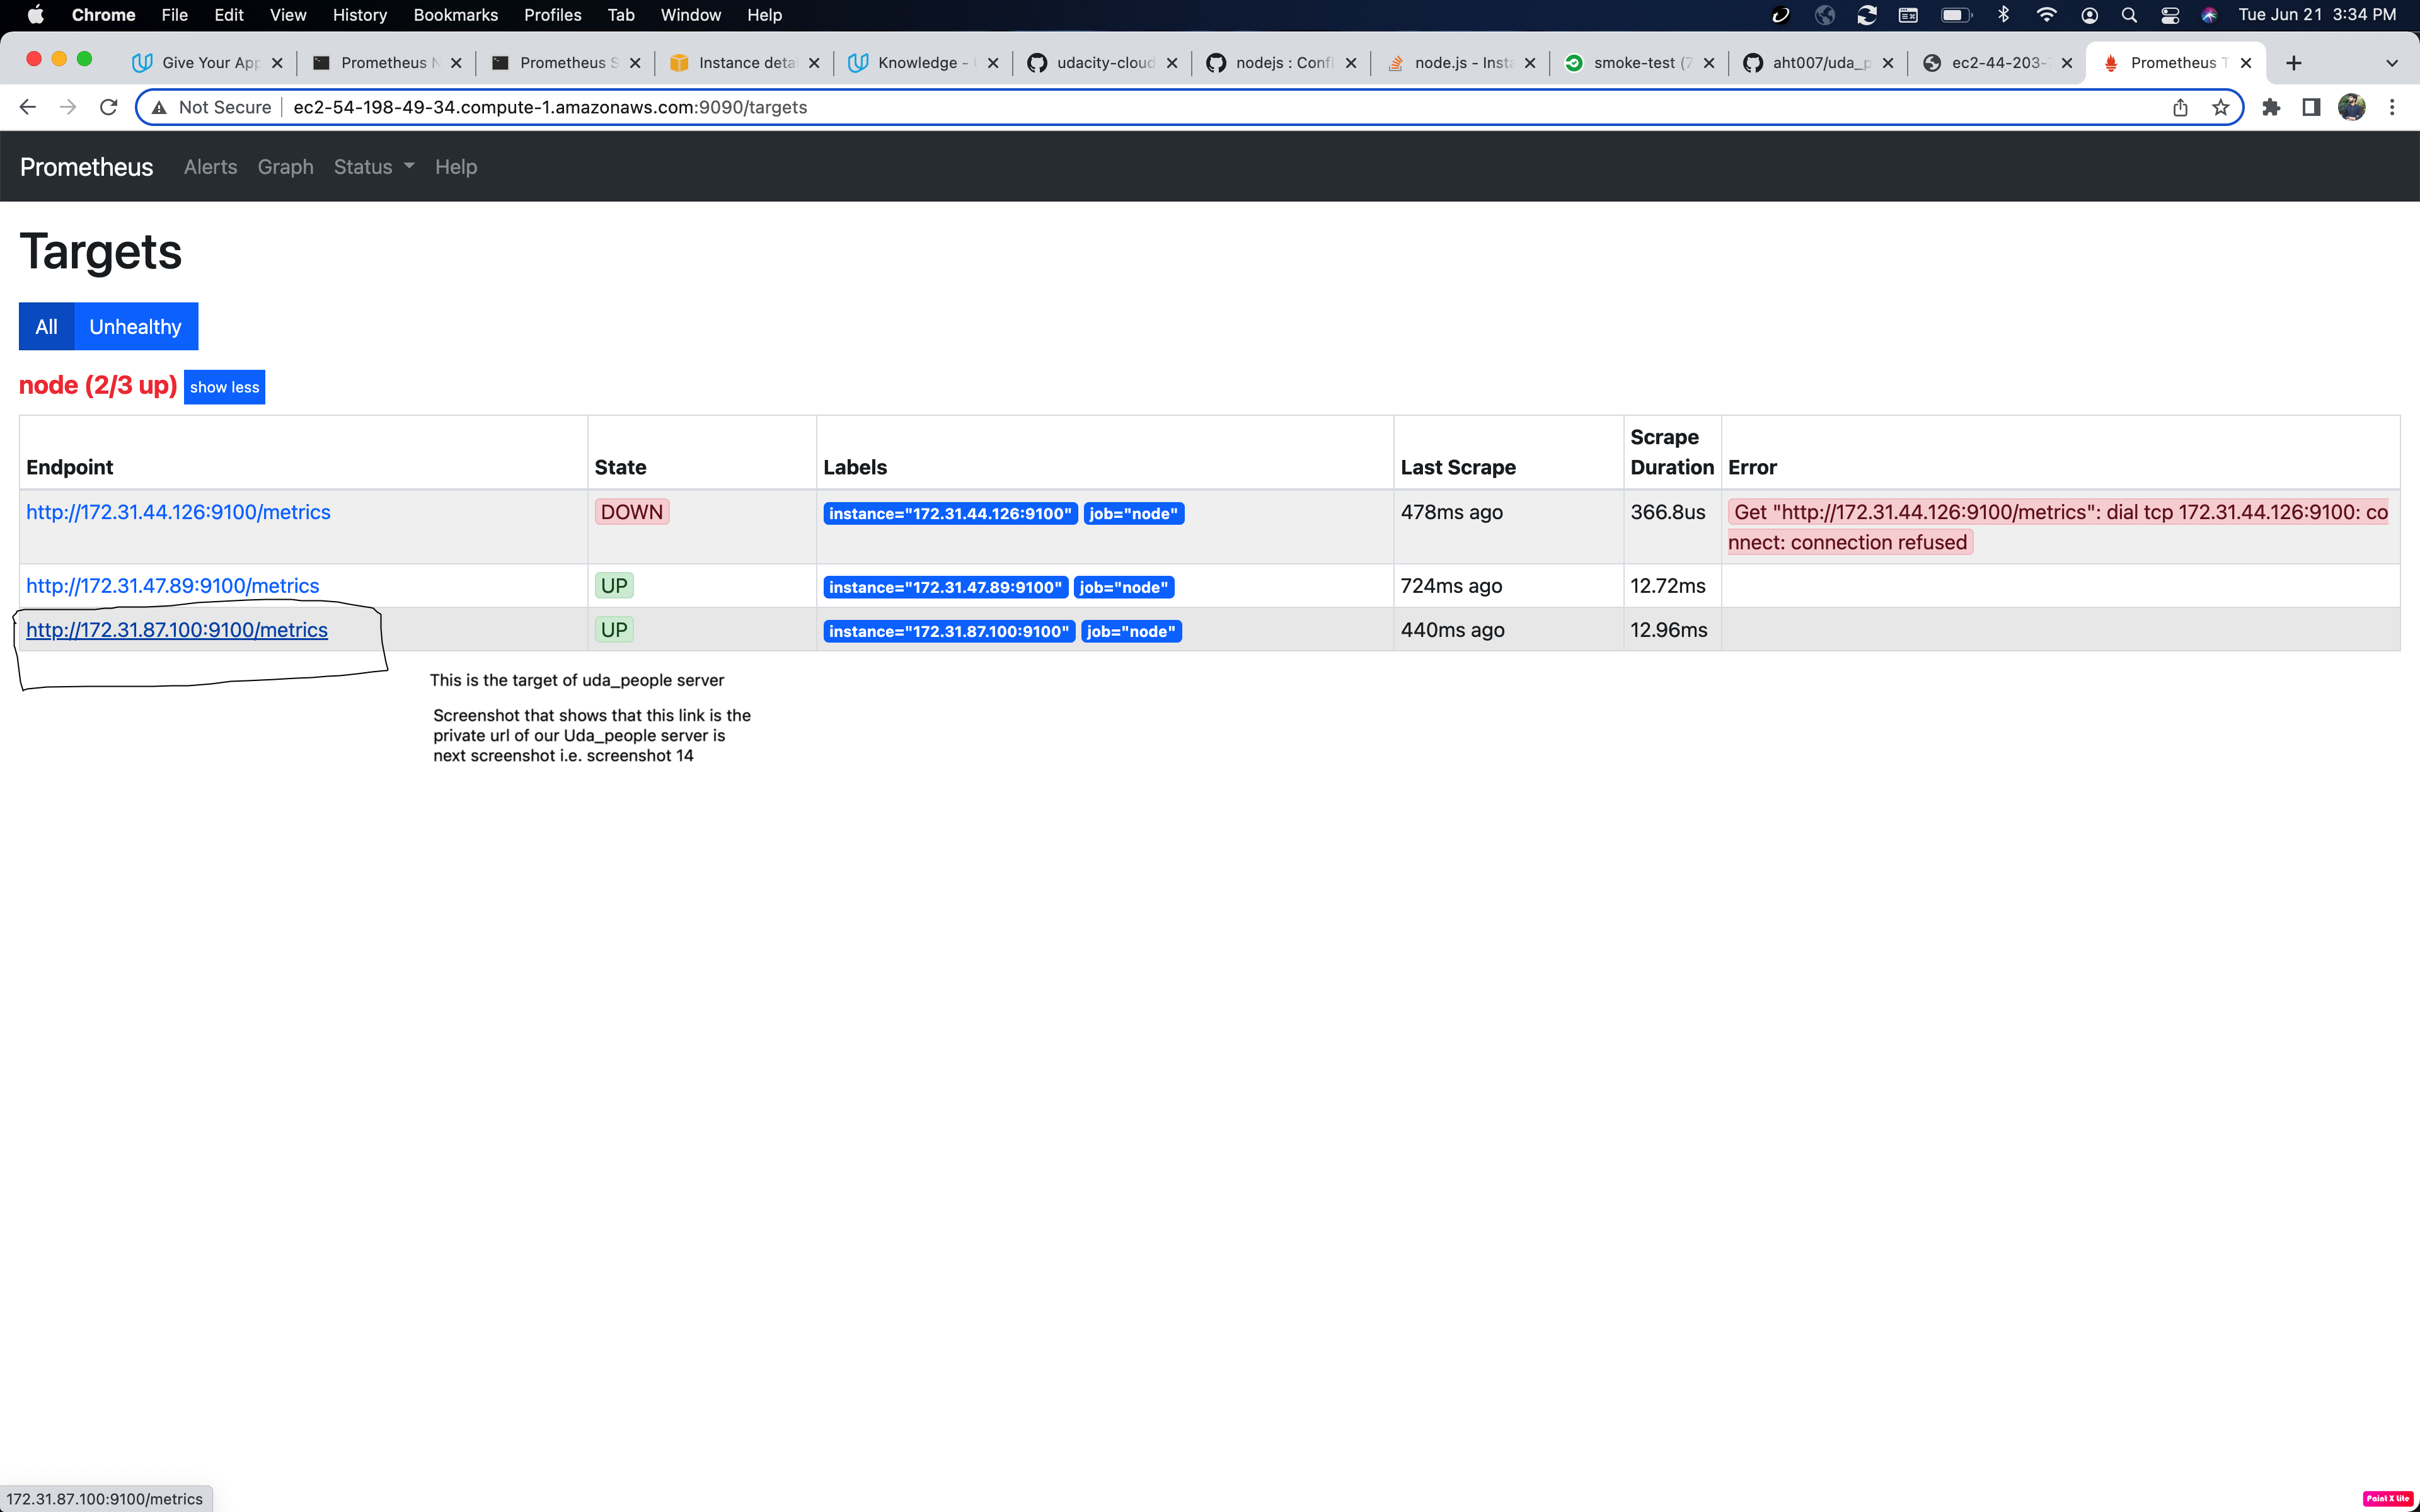 Chrome File Edit View History Bookmarks Profiles Tab Window Help Tue Jun 21 3:34 PM
Give Your App Prometheus N Prometheus S Instance detai Knowledge - udacity-cloud nodejs : Confi node.js - Insta smoke-test (7 aht007/uda_p ec2-44-203- Prometheus T
Not Secure ec2-54-198-49-34.compute-1.amazonaws.com:9090/targets
Prometheus Alerts Graph Status Help
Targets
All Unhealthy
node (2/3 up) show less
Endpoint State Labels Last Scrape Scrape Duration Error
http://172.31.44.126:9100/metrics DOWN instance="172.31.44.126:9100" job="node" 478ms ago 366.8us Get "http://172.31.44.126:9100/metrics": dial tcp 172.31.44.126:9100: co
nnect: connection refused
http://172.31.47.89:9100/metrics UP instance="172.31.47.89:9100" job="node" 724ms ago 12.72ms
http://172.31.87.100:9100/metrics UP instance="172.31.87.100:9100" job="node" 440ms ago 12.96ms
This is the target of uda_people server
Screenshot that shows that this link is the
private url of our Uda_people server is
next screenshot i.e. screenshot 14
172.31.87.100:9100/metrics
Paint X lite